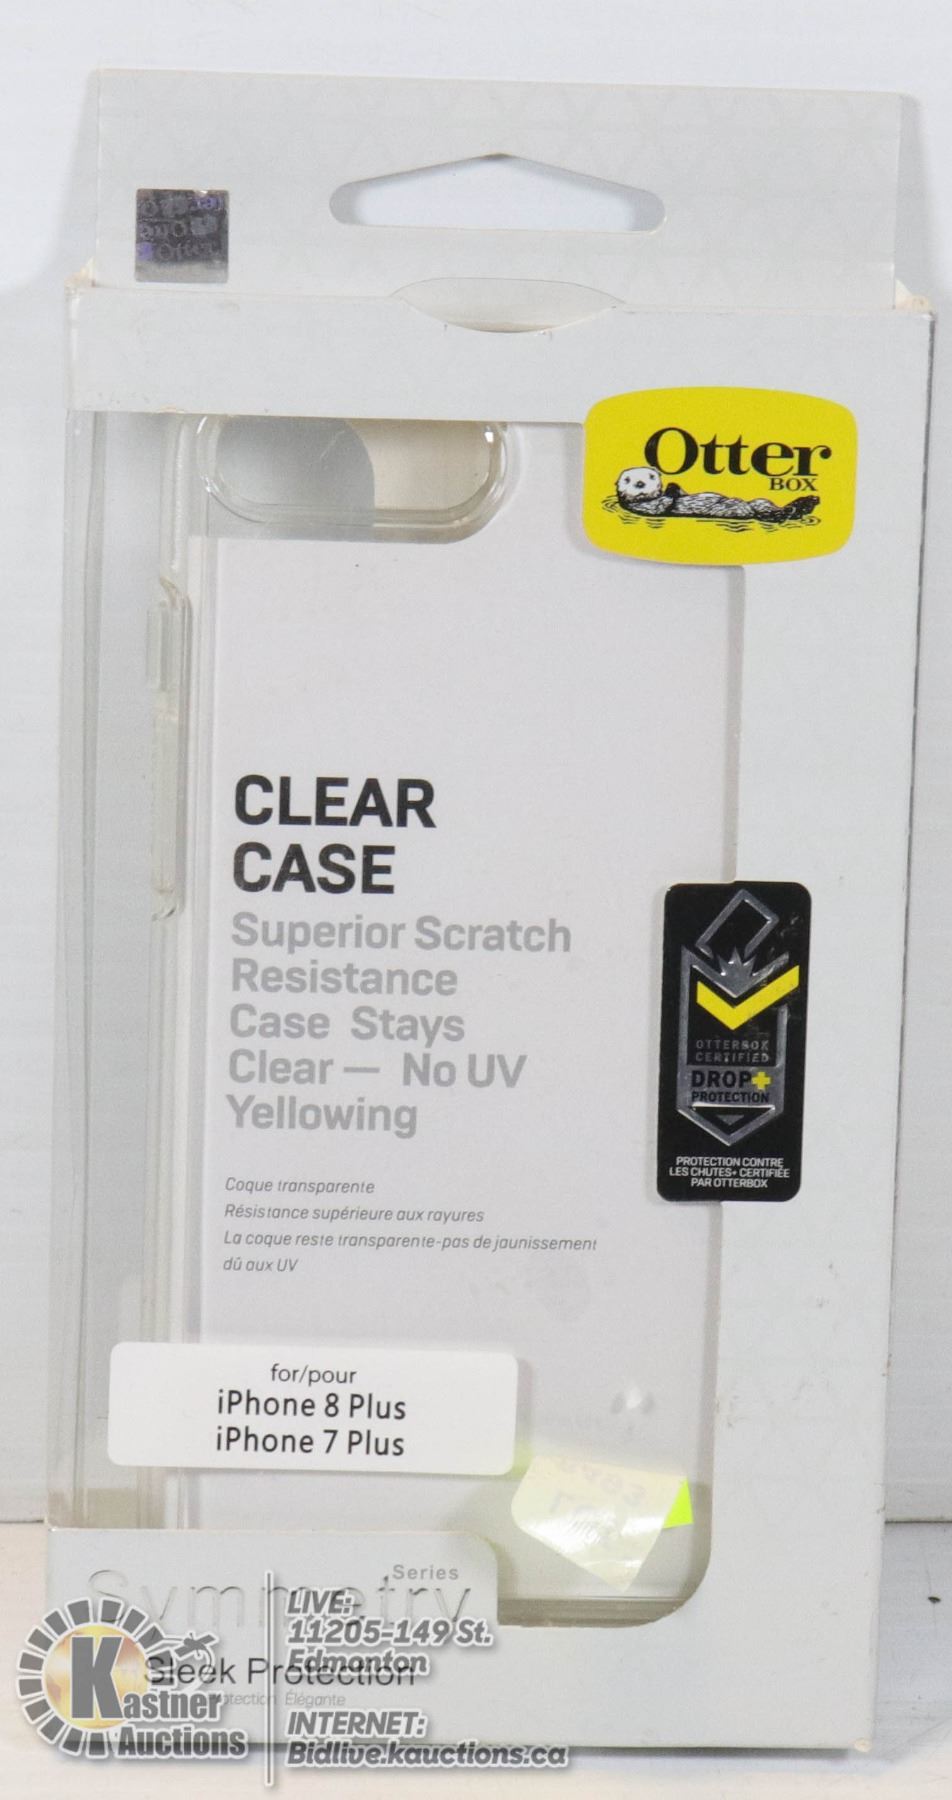 Otter
Otter
BOX
CLEAR
CASE
Superior Scratch
Resistance
Case Stays
Clear — No UV
Yellowing
Coque transparente
Résistance supérieure aux rayures
La coque reste transparente-pas de jaunissement
dû aux UV
OTTERBOX
CERTIFIED
DROP+
PROTECTION
PROTECTION CONTRE
LES CHUTES+ CERTIFIÉE
PAR OTTERBOX
for/pour
iPhone 8 Plus
iPhone 7 Plus
Series
Symmetry
Sleek Protection
Élégante
K
Kastner
Auctions
LIVE:
11205-149 St.
Edmonton
INTERNET:
Bidlive.kauctions.ca